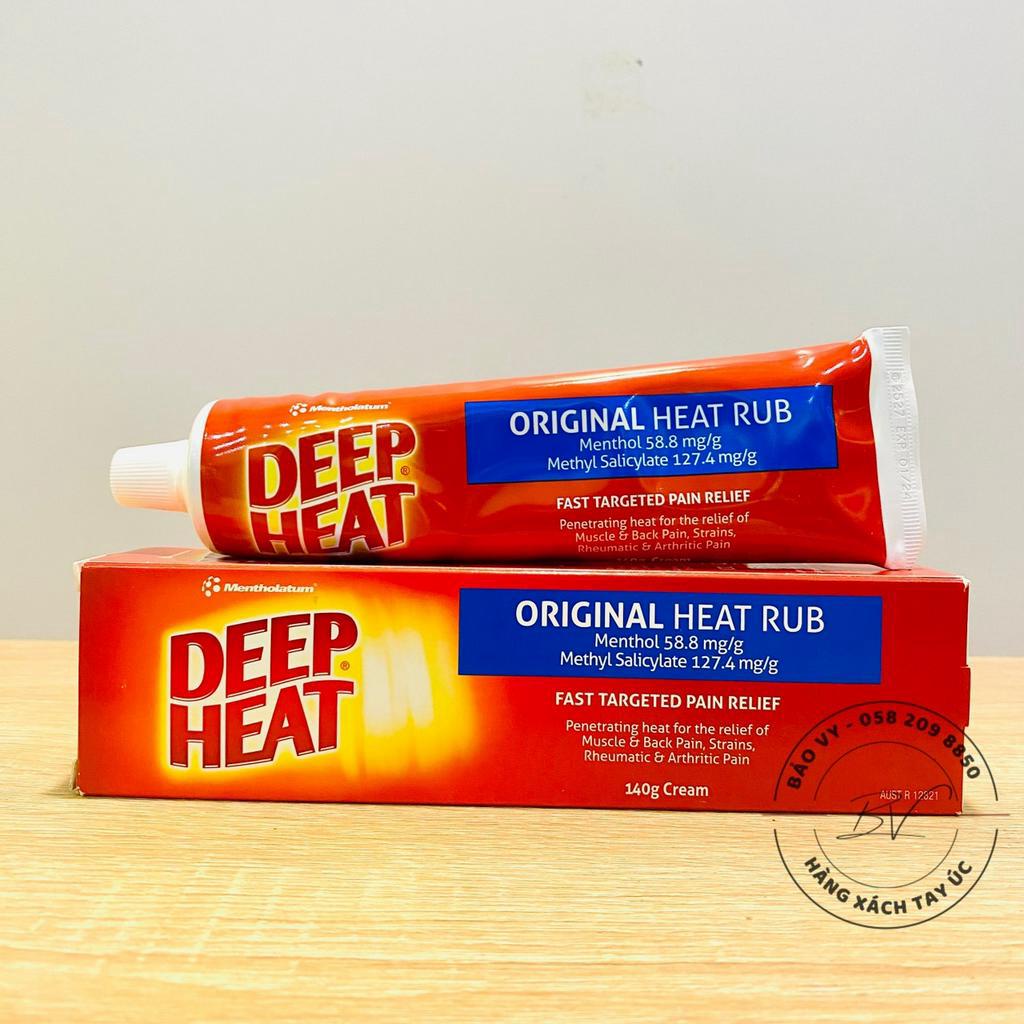 Mentholatum
DEEP
HEAT®
ORIGINAL HEAT RUB
Menthol 58.8 mg/g
Methyl Salicylate 127.4 mg/g
FAST TARGETED PAIN RELIEF
Penetrating heat for the relief of
Muscle & Back Pain, Strains,
Rheumatic & Arthritic Pain
140g Cream
Mentholatum
DEEP
HEAT®
ORIGINAL HEAT RUB
Menthol 58.8 mg/g
Methyl Salicylate 127.4 mg/g
FAST TARGETED PAIN RELIEF
Penetrating heat for the relief of
Muscle & Back Pain, Strains,
Rheumatic & Arthritic Pain
140g Cream
AUST R 12321
BẢO VY - 058 209 8850
BV
HÀNG XÁCH TAY ÚC